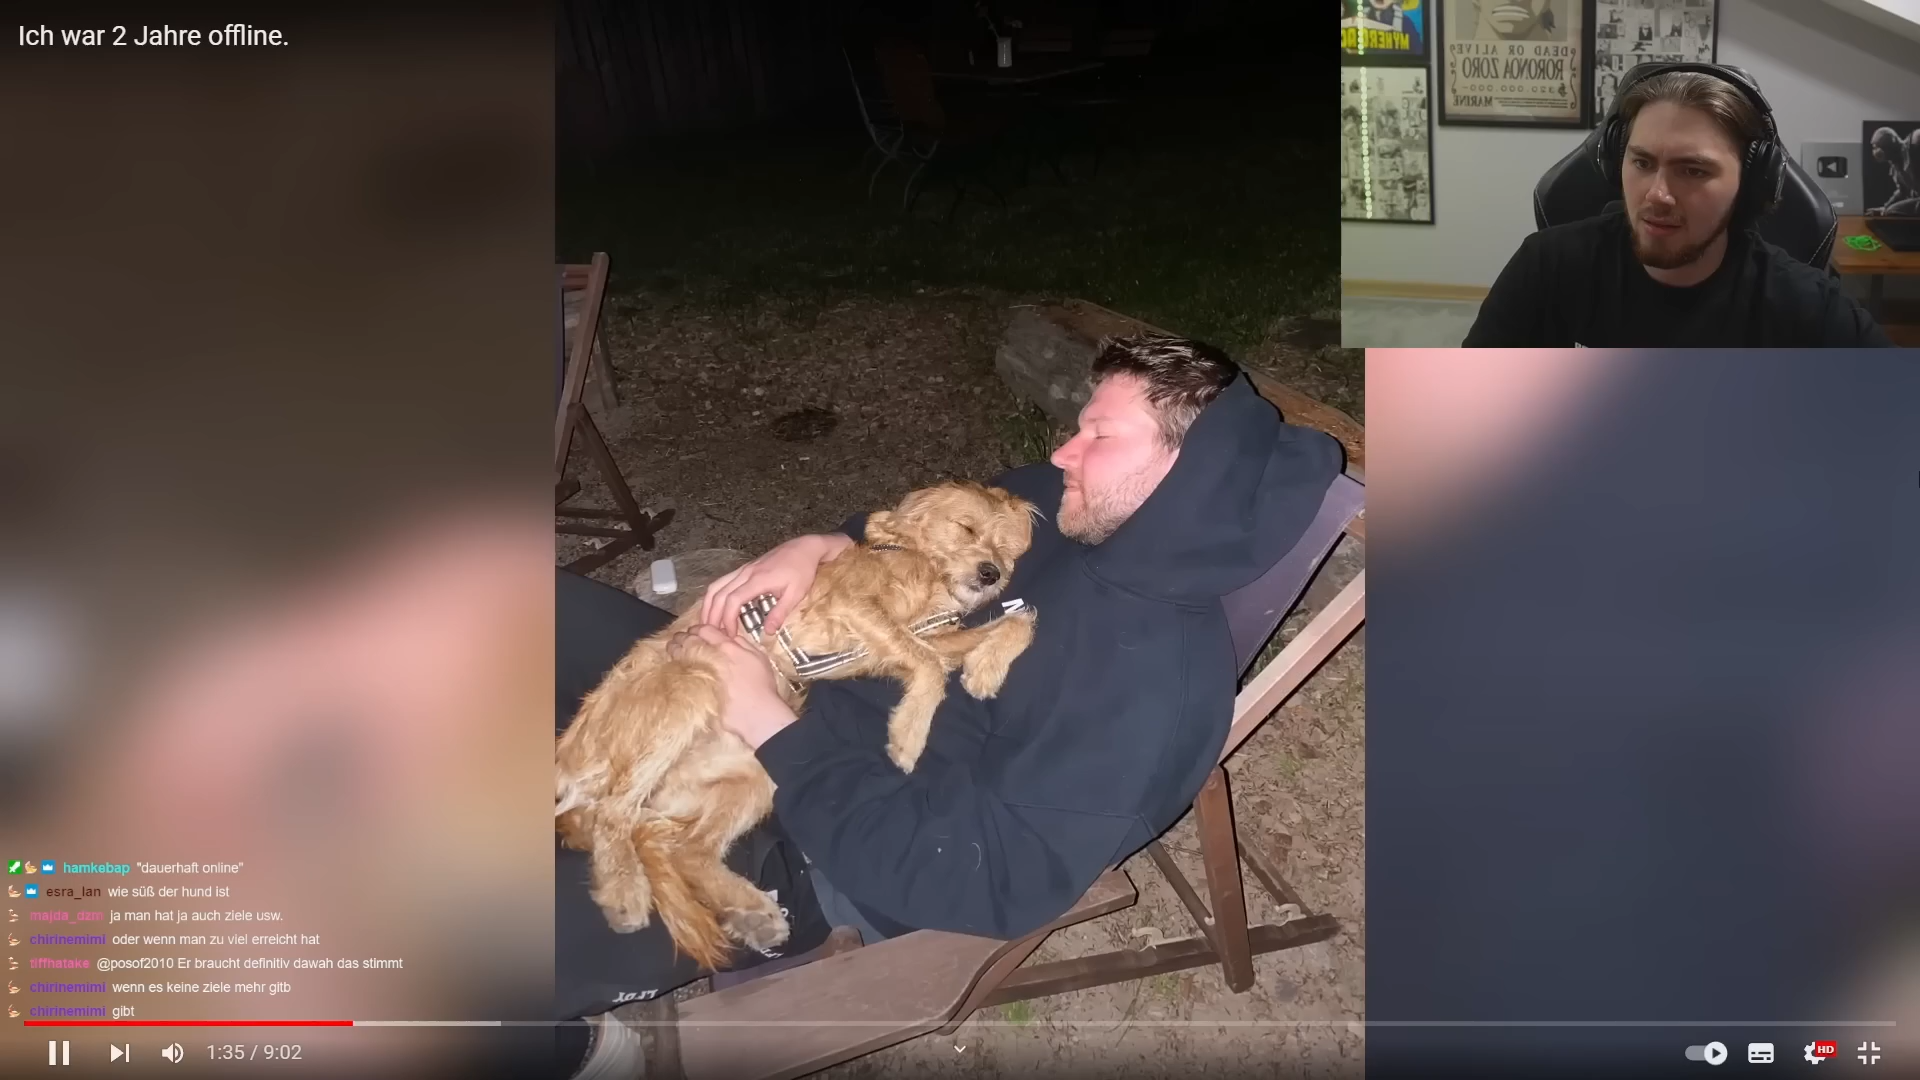 Ich war 2 Jahre offline.
DEAD OR ALIVE
RORONOA ZORO
MARINE
hamkebap "dauerhaft online"
esra_lan wie süß der hund ist
majda_dzm ja man hat ja auch ziele usw.
chirinemimi oder wenn man zu viel erreicht hat
tiffhatake @posof2010 Er braucht definitiv dawah das stimmt
chirinemimi wenn es keine ziele mehr gitb
chirinemimi gibt
1:35 / 9:02
HD